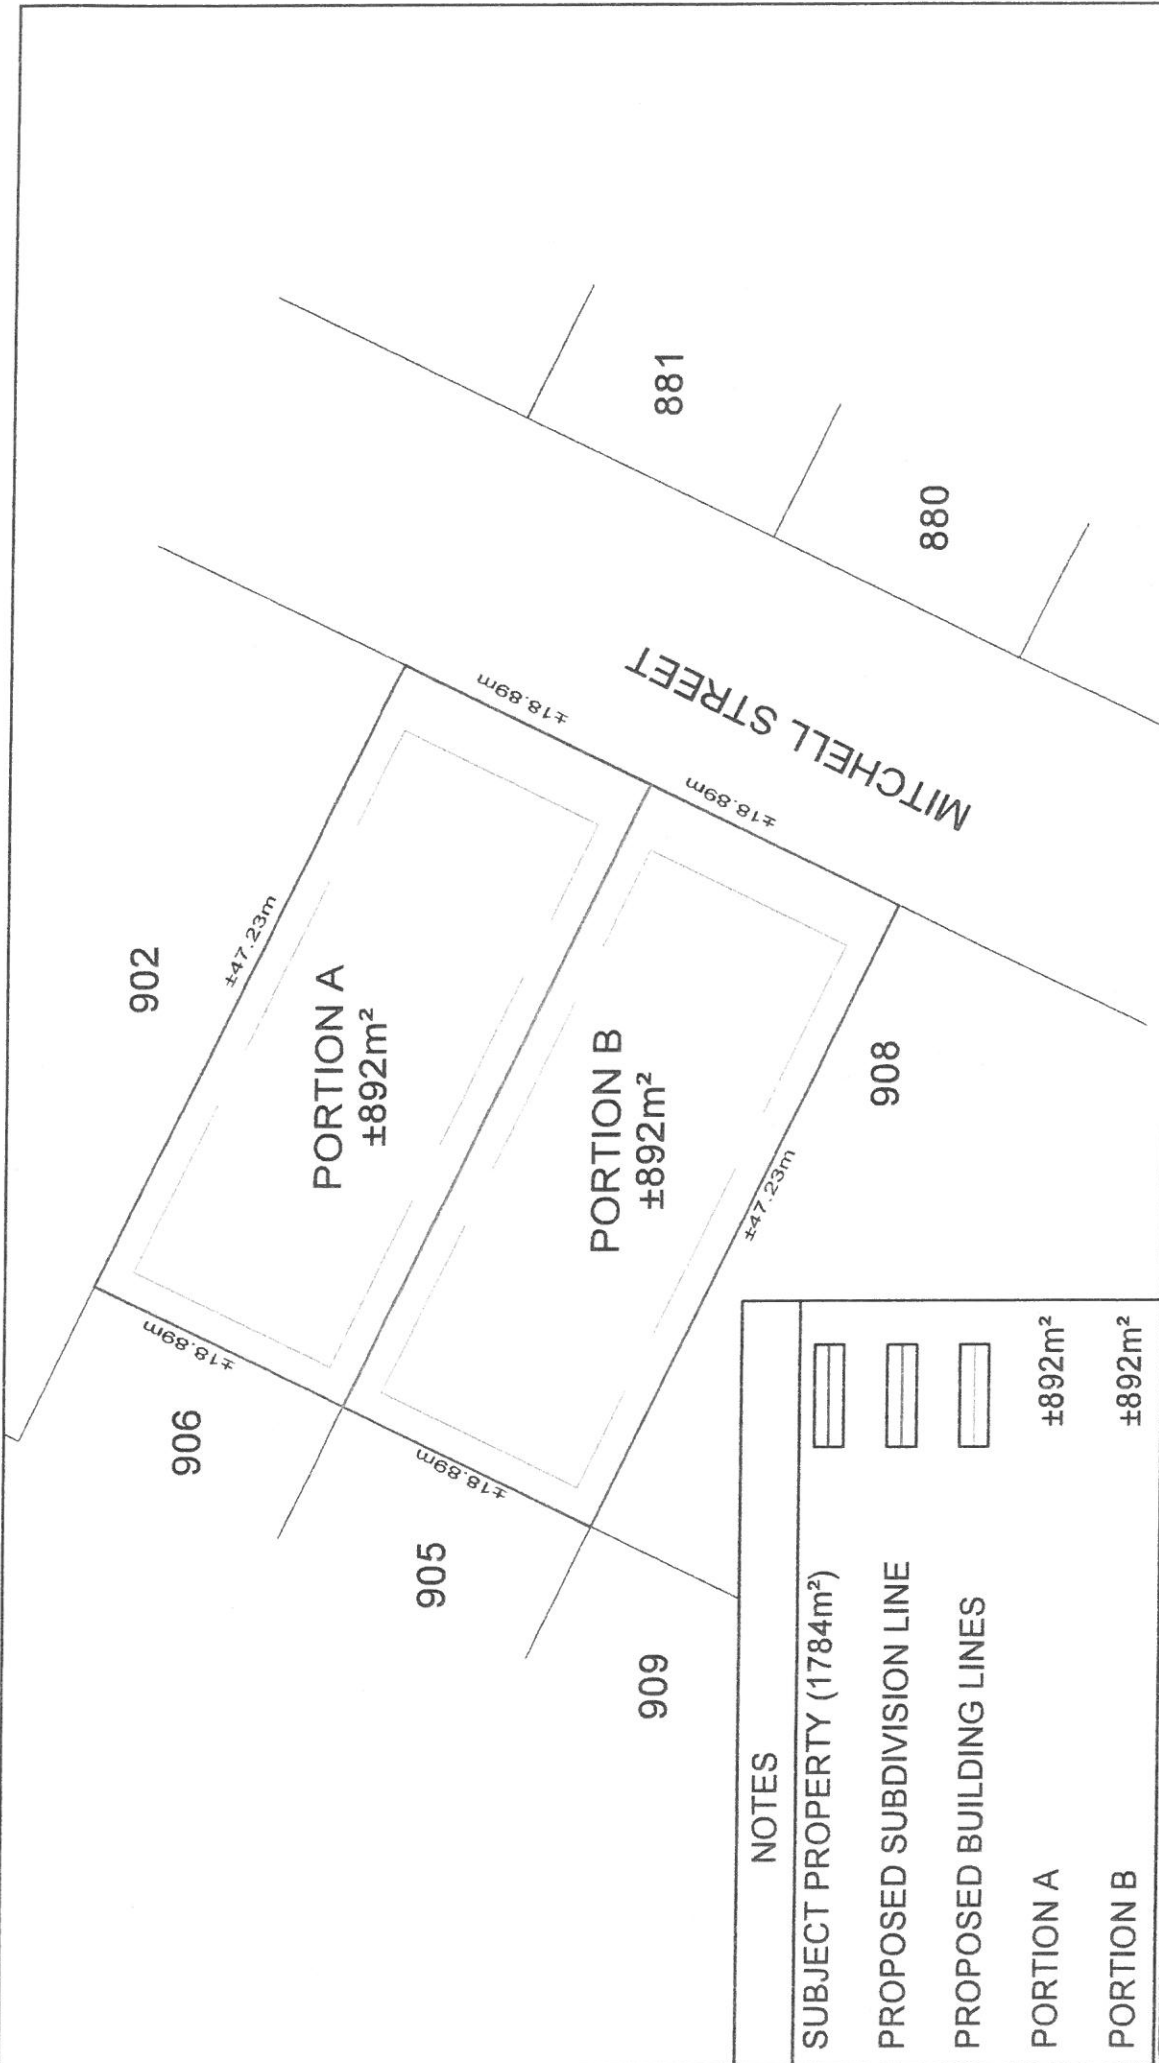 902
±47.23m
PORTION A
±892m²
±18.89m
±18.89m
881
906
PORTION B
±892m²
±18.89m
±18.89m
MITCHELL STREET
880
905
±47.23m
908
909
NOTES
SUBJECT PROPERTY (1784m²)
PROPOSED SUBDIVISION LINE
PROPOSED BUILDING LINES
PORTION A ±892m²
PORTION B ±892m²